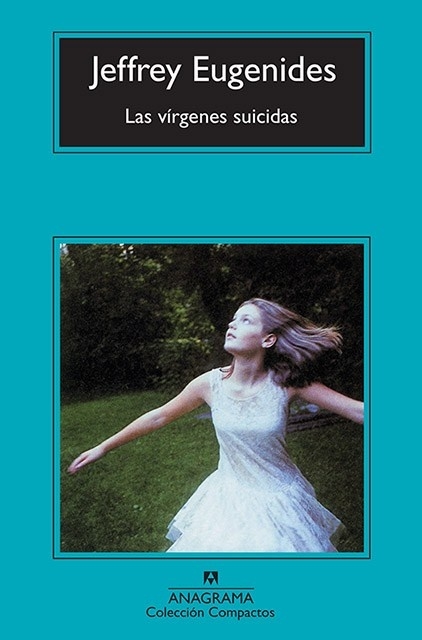 Jeffrey Eugenides
Las vírgenes suicidas
ANAGRAMA
Colección Compactos